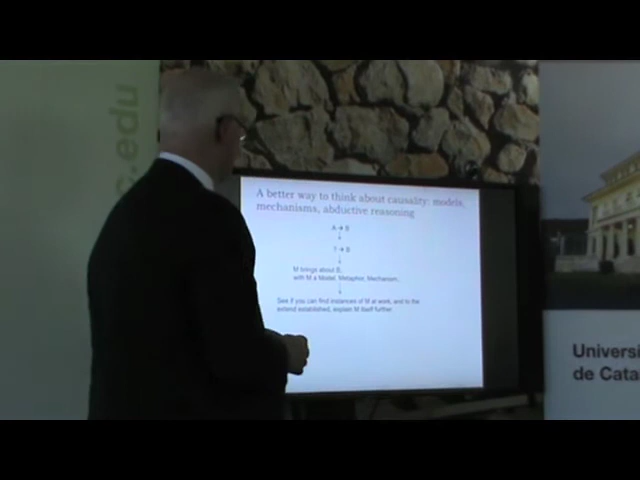 c.edu
A better way to think about causality: models,
mechanisms, abductive reasoning
A → B
↓
? → B
↓
M brings about B;
with M a Model, Metaphor, Mechanism,..
↓
See if you can find instances of M at work, and to the
extend established, explain M itself further.
Universi
de Cata